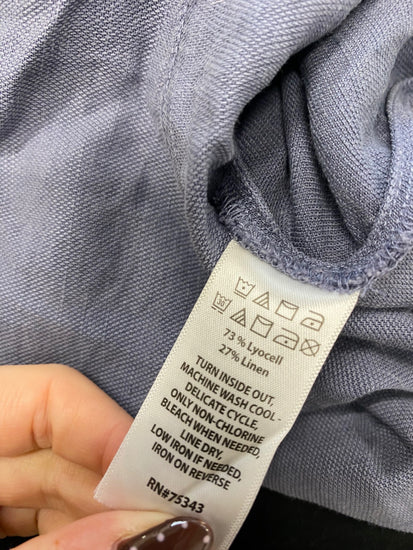 30
73 % Lyocell
27% Linen
TURN INSIDE OUT,
MACHINE WASH COOL -
DELICATE CYCLE,
ONLY NON-CHLORINE
BLEACH WHEN NEEDED,
LINE DRY.
LOW IRON IF NEEDED,
IRON ON REVERSE
RN#75343